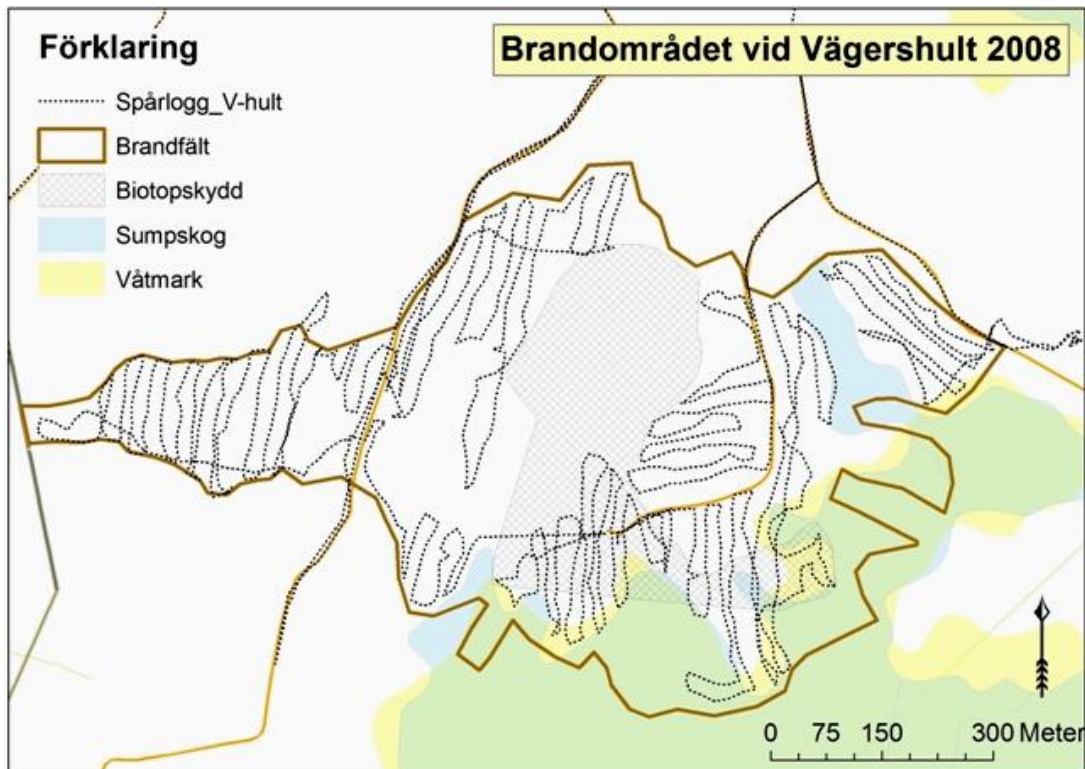 Förklaring
Brandområdet vid Vägershult 2008
Spårlogg_V-hult
Brandfält
Biotopskydd
Sumpskog
Våtmark
0 75 150 300 Meter